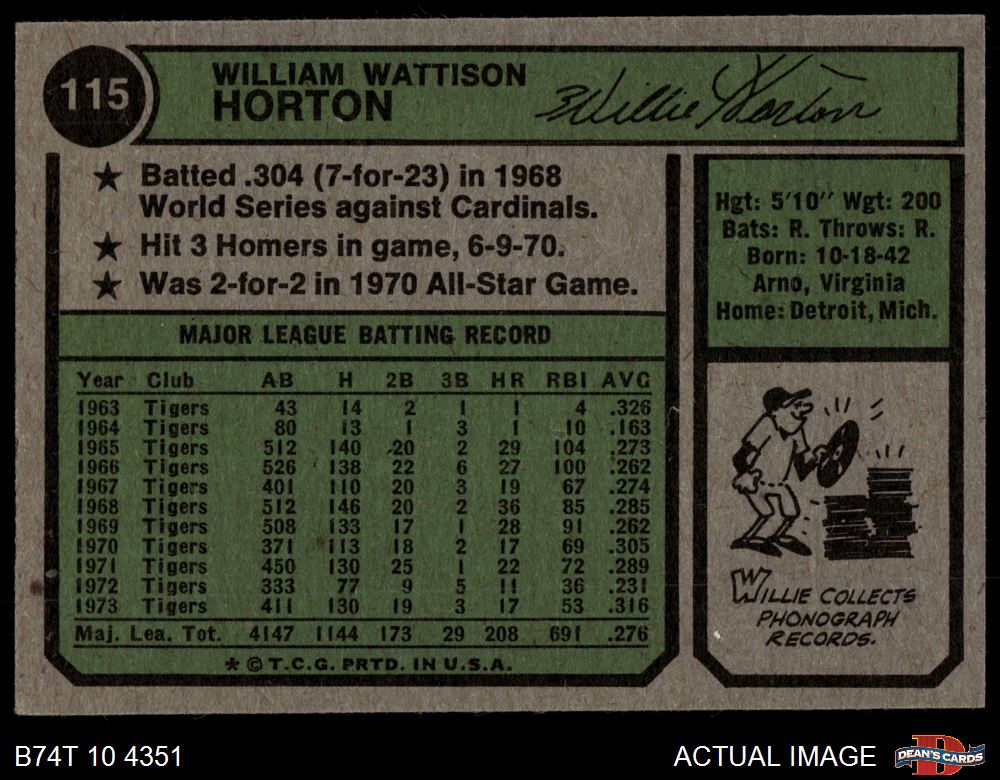 115
WILLIAM WATTISON
HORTON
Willie Horton
★ Batted .304 (7-for-23) in 1968
World Series against Cardinals.
★ Hit 3 Homers in game, 6-9-70.
★ Was 2-for-2 in 1970 All-Star Game.
Hgt: 5'10'' Wgt: 200
Bats: R. Throws: R.
Born: 10-18-42
Arno, Virginia
Home: Detroit, Mich.
MAJOR LEAGUE BATTING RECORD
Year Club AB H 2B 3B HR RBI AVG
1963 Tigers 43 14 2 1 1 4 .326
1964 Tigers 80 13 1 3 1 10 .163
1965 Tigers 512 140 20 2 29 104 .273
1966 Tigers 526 138 22 6 27 100 .262
1967 Tigers 401 110 20 3 19 67 .274
1968 Tigers 512 146 20 2 36 85 .285
1969 Tigers 508 133 17 1 28 91 .262
1970 Tigers 371 113 18 2 17 69 .305
1971 Tigers 450 130 25 1 22 72 .289
1972 Tigers 333 77 9 5 11 36 .231
1973 Tigers 411 130 19 3 17 53 .316
Maj. Lea. Tot. 4147 1144 173 29 208 691 .276
* © T.C.G. PRTD. IN U.S.A.
WILLIE COLLECTS
PHONOGRAPH
RECORDS.
B74T 10 4351
ACTUAL IMAGE
D
DEAN'S CARDS